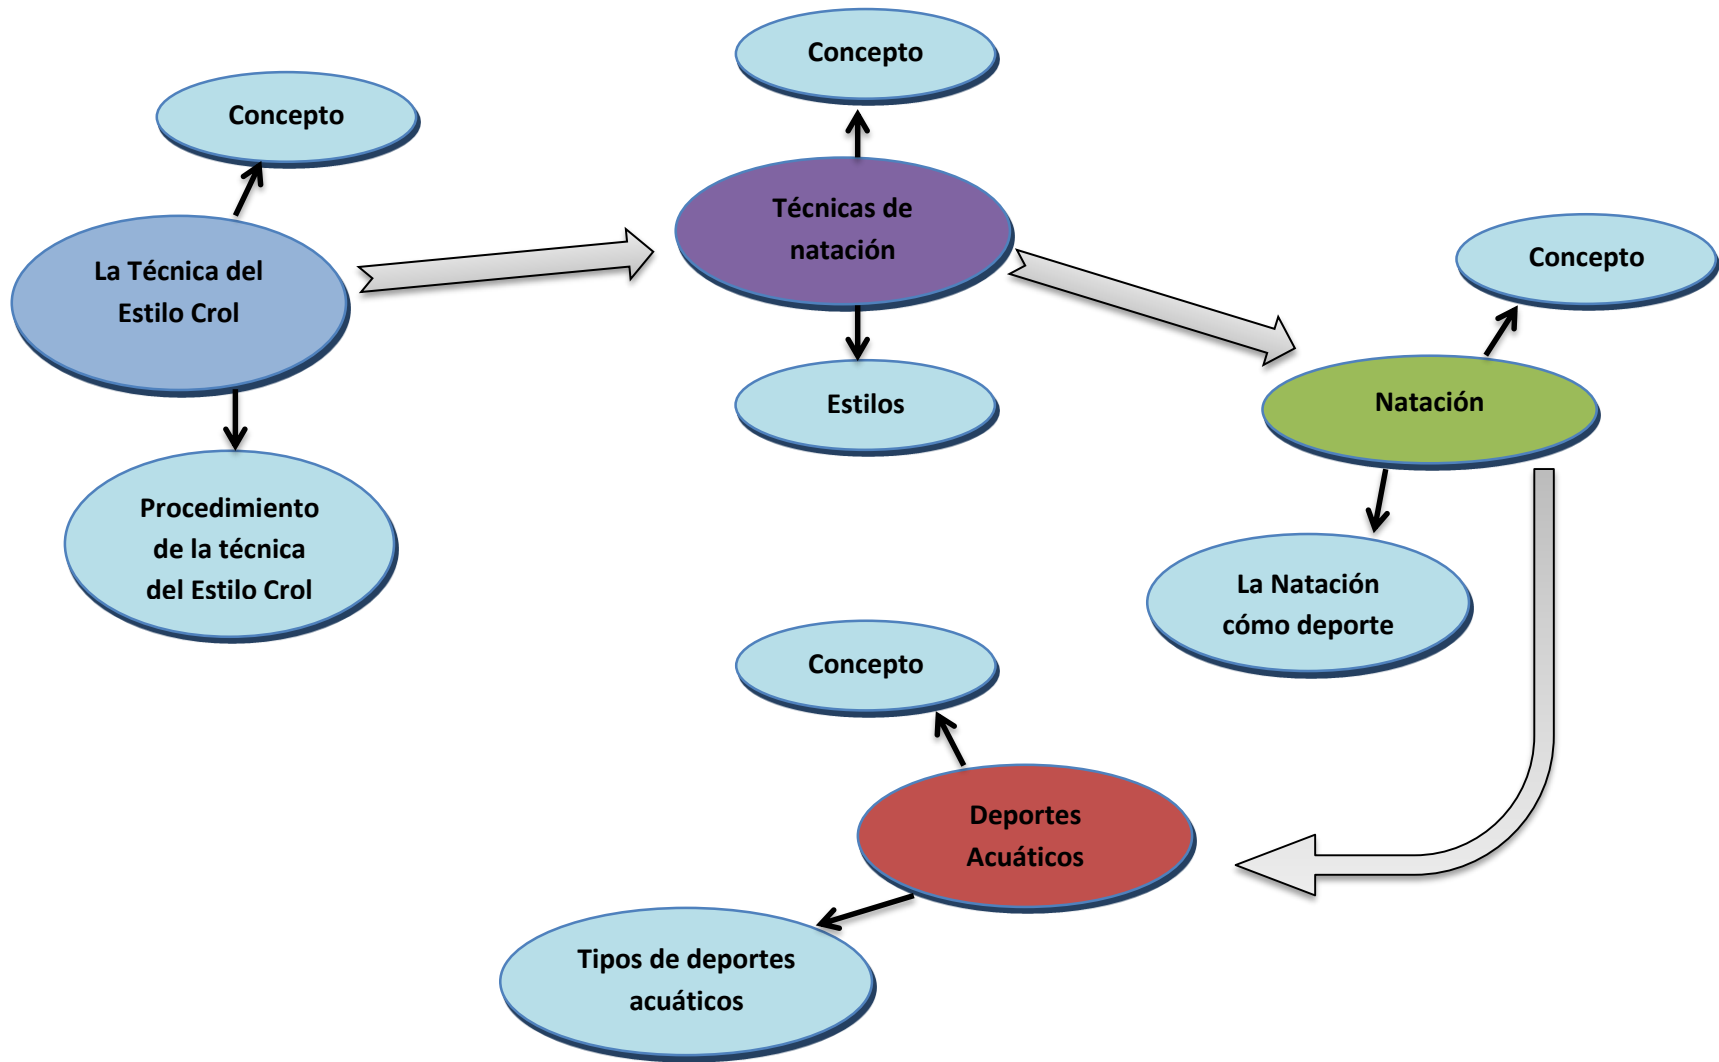 Concepto
La Técnica del
Estilo Crol
Procedimiento
de la técnica
del Estilo Crol
Concepto
Técnicas de
natación
Estilos
Concepto
Natación
La Natación
cómo deporte
Concepto
Deportes
Acuáticos
Tipos de deportes
acuáticos